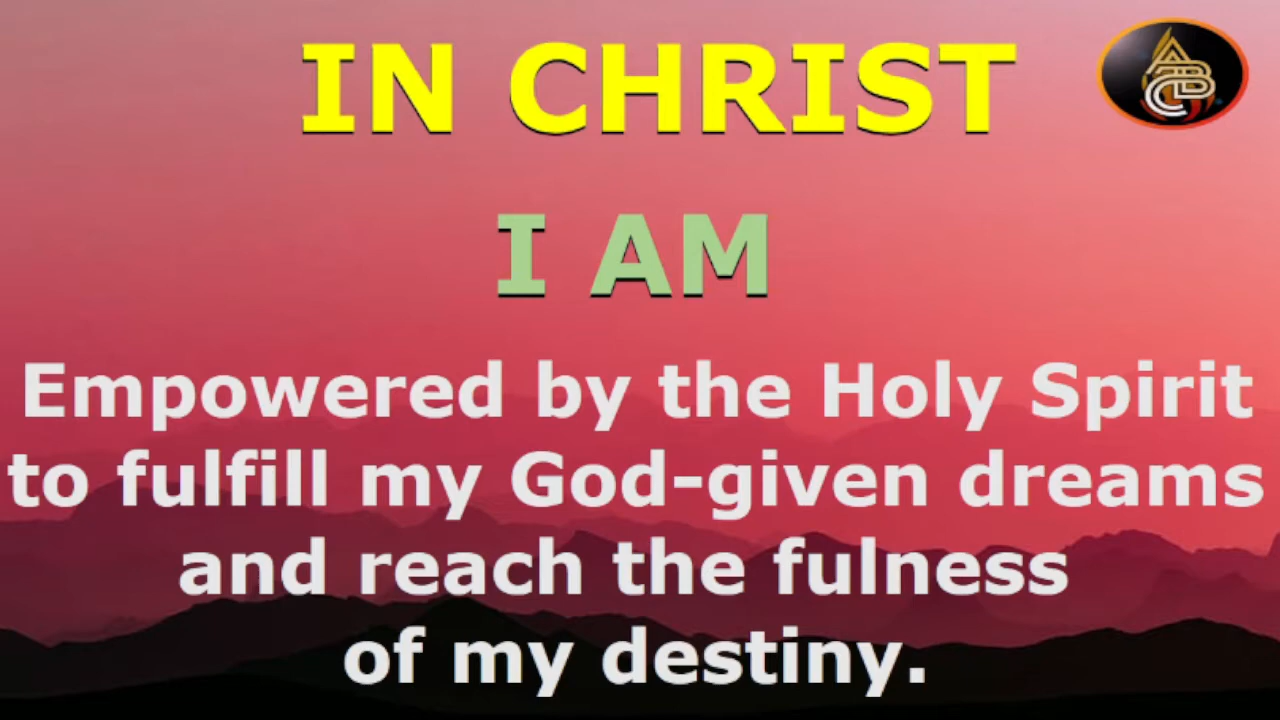 IN CHRIST
I AM
Empowered by the Holy Spirit
to fulfill my God-given dreams
and reach the fulness
of my destiny.